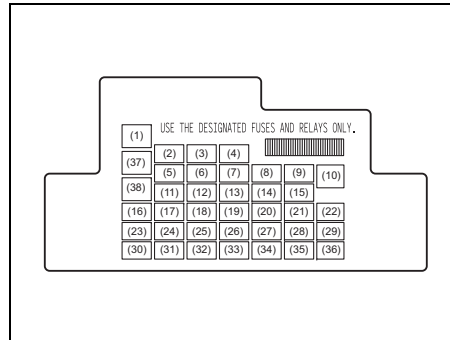 USE THE DESIGNATED FUSES AND RELAYS ONLY.
(1)
(2) (3) (4)
(37)
(5) (6) (7) (8) (9) (10)
(38)
(11) (12) (13) (14) (15)
(16) (17) (18) (19) (20) (21) (22)
(23) (24) (25) (26) (27) (28) (29)
(30) (31) (32) (33) (34) (35) (36)